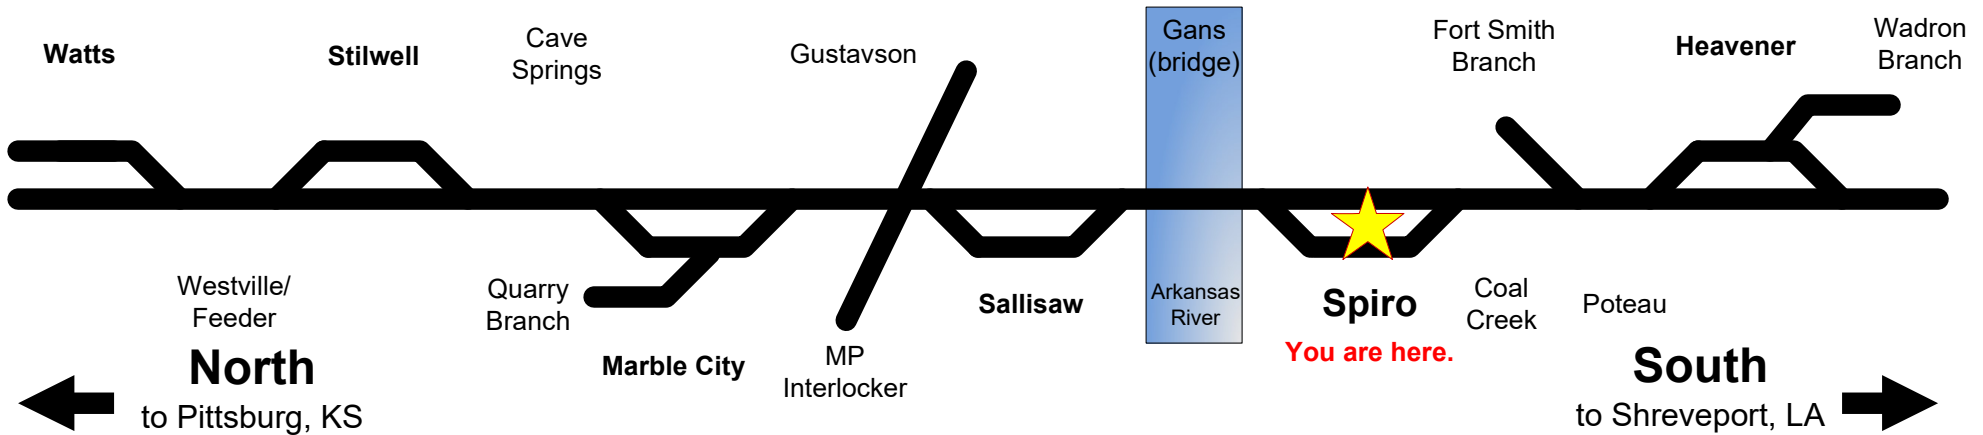 Watts
Stilwell
Cave
Springs
Gustavson
Gans
(bridge)
Fort Smith
Branch
Heavener
Wadron
Branch
Westville/
Feeder
Quarry
Branch
Marble City
MP
Interlocker
Sallisaw
Arkansas
River
Spiro
You are here.
Coal
Creek
Poteau
North
to Pittsburg, KS
South
to Shreveport, LA